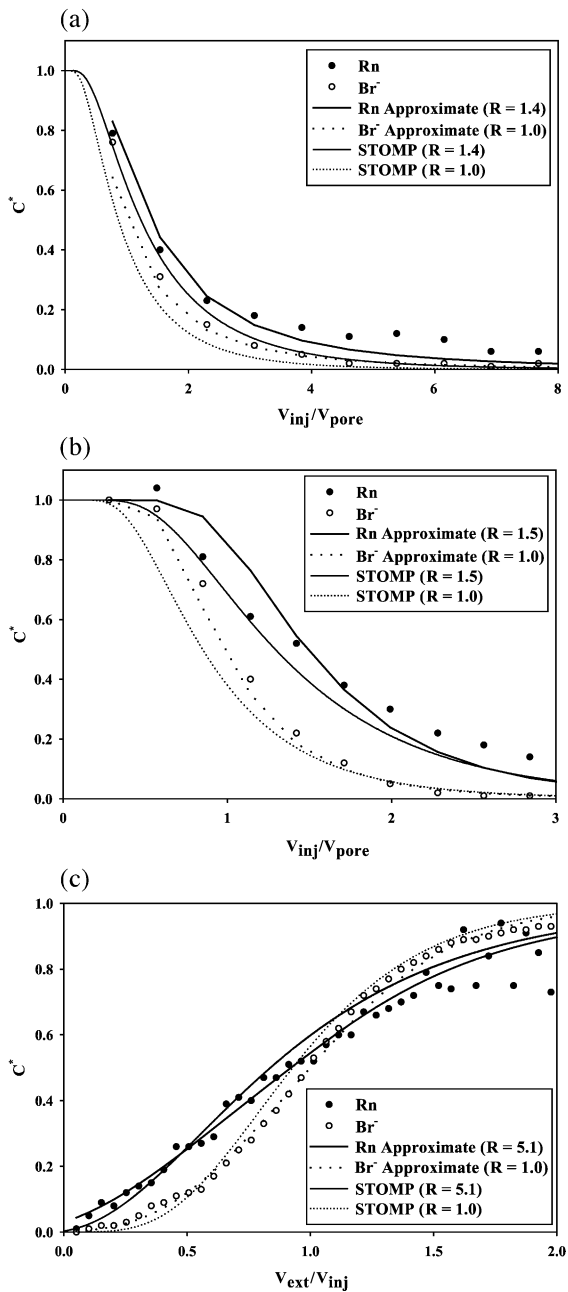 (a)
1.0
0.8
0.6
0.4
0.2
0.0
C*
Rn
Br-
Rn Approximate (R = 1.4)
Br- Approximate (R = 1.0)
STOMP (R = 1.4)
STOMP (R = 1.0)
0 2 4 6 8
Vinj/Vpore
(b)
1.0
0.8
0.6
0.4
0.2
0.0
C*
Rn
Br-
Rn Approximate (R = 1.5)
Br- Approximate (R = 1.0)
STOMP (R = 1.5)
STOMP (R = 1.0)
0 1 2 3
Vinj/Vpore
(c)
1.0
0.8
0.6
0.4
0.2
0.0
C*
Rn
Br-
Rn Approximate (R = 5.1)
Br- Approximate (R = 1.0)
STOMP (R = 5.1)
STOMP (R = 1.0)
0.0 0.5 1.0 1.5 2.0
Vext/Vinj